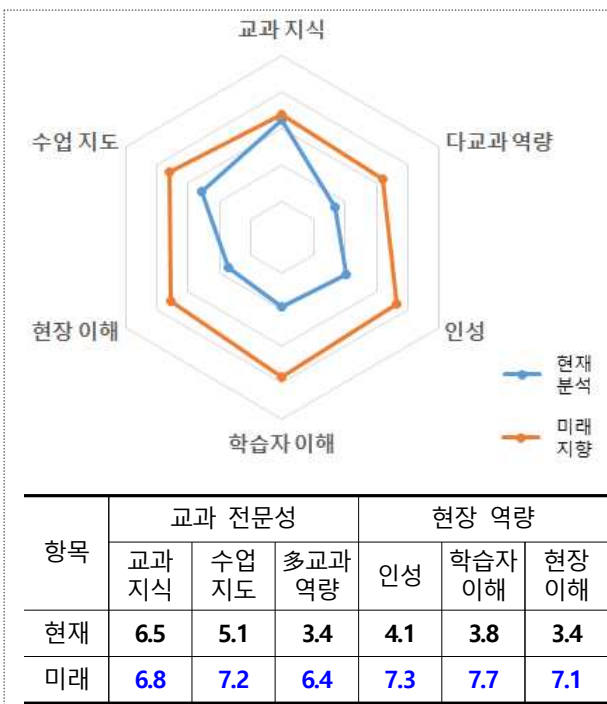 교과 지식
수업 지도
다교과 역량
현장 이해
인성
학습자 이해
현재
분석
미래
지향
항목 교과 전문성 현장 역량
교과 지식 수업 지도 多교과 역량 인성 학습자 이해 현장 이해
현재 6.5 5.1 3.4 4.1 3.8 3.4
미래 6.8 7.2 6.4 7.3 7.7 7.1